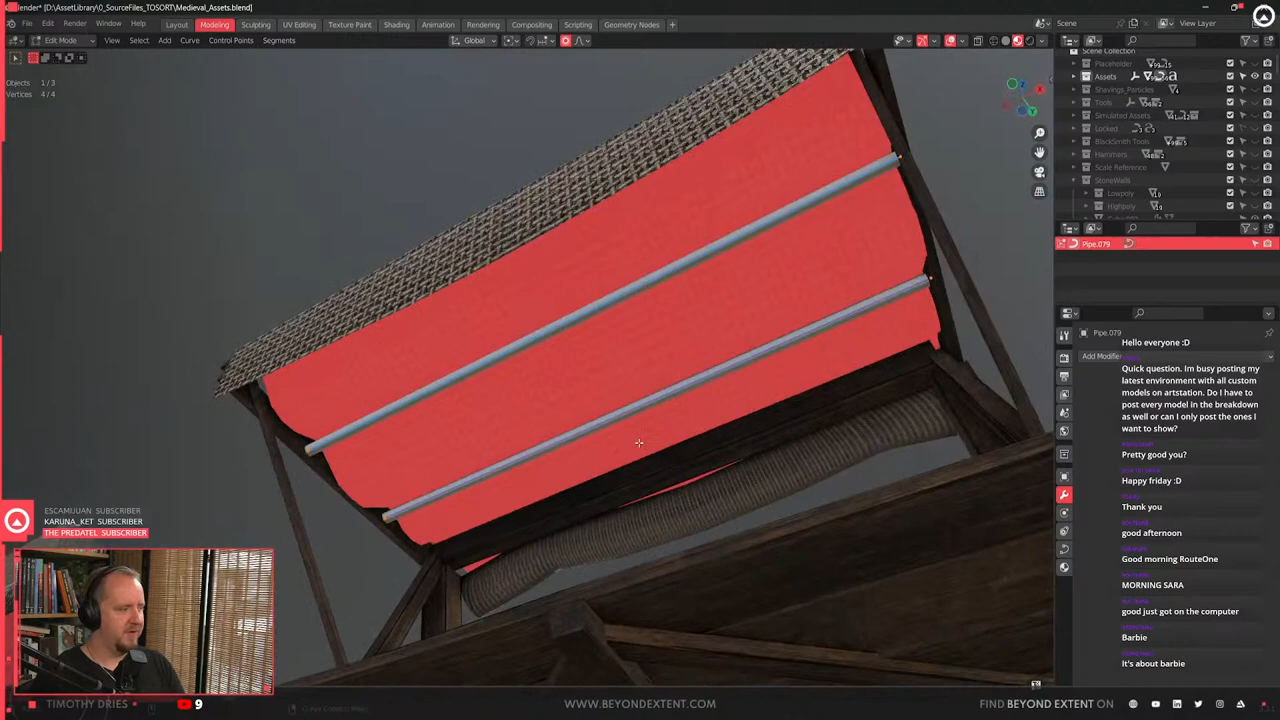 ender* [D:\AssetLibrary\0_SourceFiles_TOSORT\Medieval_Assets.blend]
File Edit Render Window Help
Layout Modeling Sculpting UV Editing Texture Paint Shading Animation Rendering Compositing Scripting Geometry Nodes +
Scene
View Layer
Edit Mode View Select Add Curve Control Points Segments
Global
Objects 1/3
Vertices 4/4
Scene Collection
Placeholder
Assets
Shavings_Particles
Tools
Simulated Assets
Locked
BlackSmith Tools
Hammers
Scale Reference
StoneWalls
Lowpoly
Highpoly
Pipe.079
Pipe.079
Add Modifier
Hello everyone :D
Quick question. Im busy posting my
latest environment with all custom
models on artstation. Do I have to
post every model in the breakdown
as well or can I only post the ones I
want to show?
Pretty good you?
Happy friday :D
Thank you
good afternoon
Good morning RouteOne
MORNING SARA
good just got on the computer
Barbie
It's about barbie
ESCAMIJUAN SUBSCRIBER
KARUNA_KET SUBSCRIBER
THE PREDATEL SUBSCRIBER
TIMOTHY DRIES
9
WWW.BEYONDEXTENT.COM
FIND BEYOND EXTENT ON